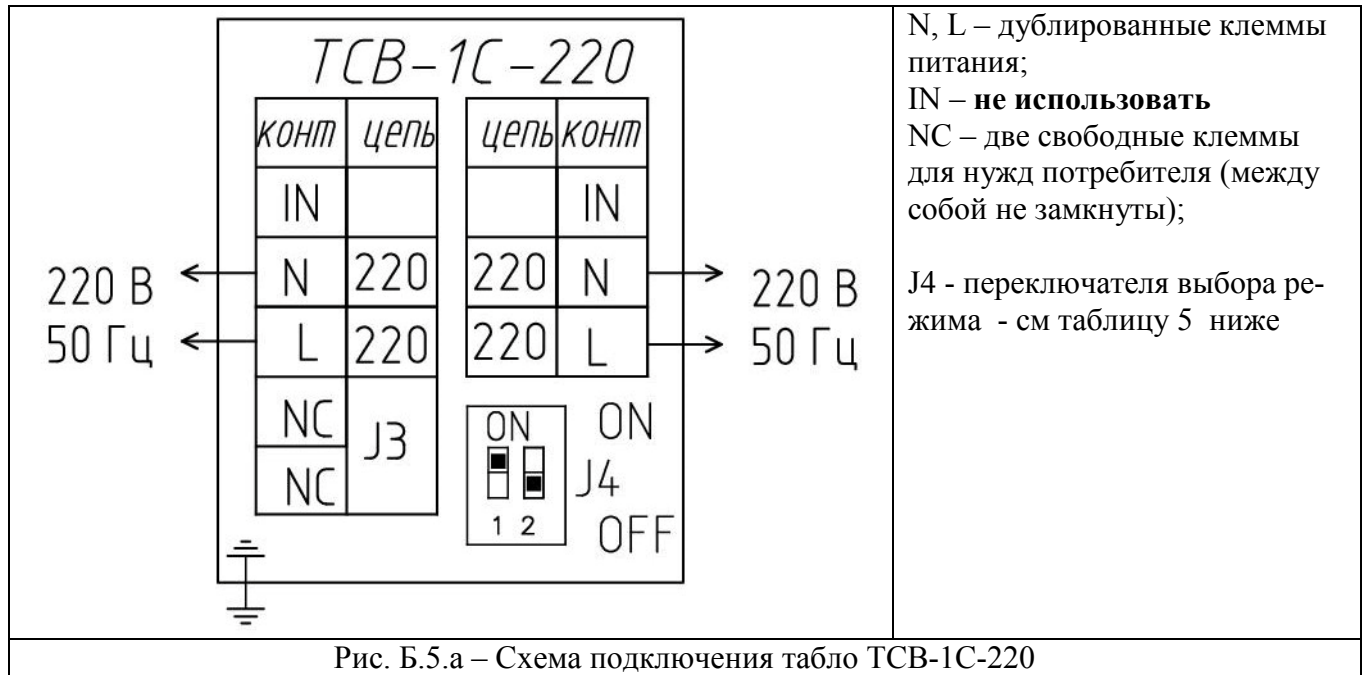 ТСВ-1С-220
конт цепь цепь конт
IN IN
N 220 220 N
L 220 220 L
NC J3
NC
220 В
50 Гц
220 В
50 Гц
ON
1 2
ON
J4
OFF
N, L – дублированные клеммы
питания;
IN – не использовать
NC – две свободные клеммы
для нужд потребителя (между
собой не замкнуты);
J4 - переключателя выбора ре-
жима - см таблицу 5 ниже
Рис. Б.5.а – Схема подключения табло ТСВ-1С-220